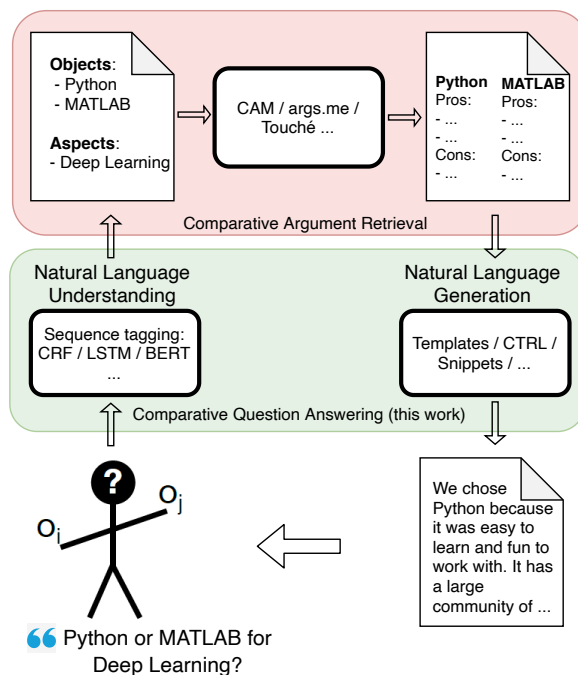 Objects:
- Python
- MATLAB
Aspects:
- Deep Learning
CAM / args.me /
Touché ...
Python MATLAB
Pros: Pros:
- ... - ...
- ... - ...
Cons: Cons:
- ... - ...
Comparative Argument Retrieval
Natural Language
Understanding
Sequence tagging:
CRF / LSTM / BERT
...
Natural Language
Generation
Templates / CTRL /
Snippets / ...
Comparative Question Answering (this work)
?
Oi
Oj
“ Python or MATLAB for
Deep Learning?
We chose
Python because
it was easy to
learn and fun to
work with. It has
a large
community of ...